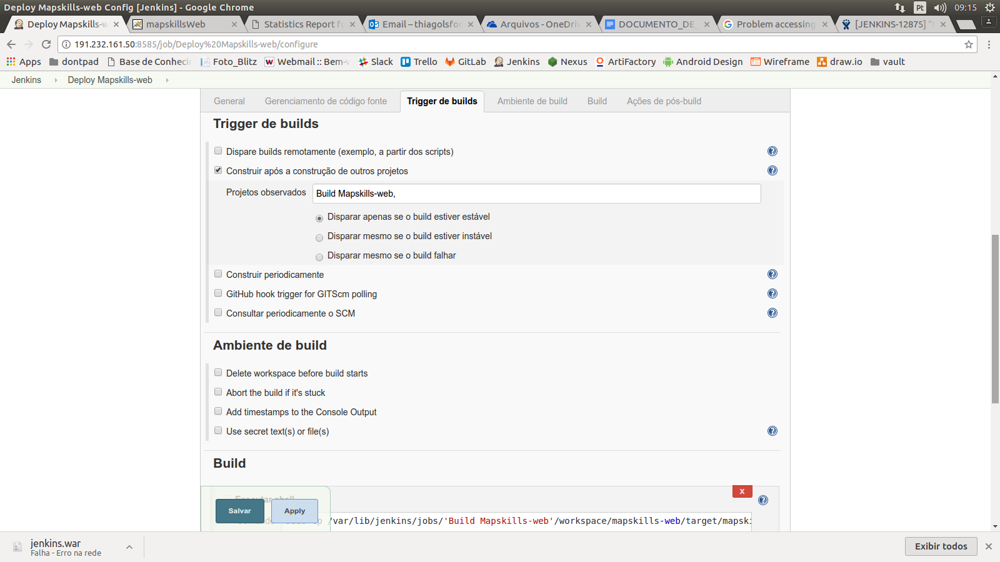 Deploy Mapskills-web Config [Jenkins] - Google Chrome
Pt
09:15
Deploy Mapskills-w
mapskillsWeb
Statistics Report fo
Email – thiagolsfor
Arquivos - OneDriv
DOCUMENTO_DE_
Problem accessing
[JENKINS-12875] "
191.232.161.50:8585/job/Deploy%20Mapskills-web/configure
Apps
dontpad
Base de Conheci
Foto_Blitz
Webmail :: Bem-v
Slack
Trello
GitLab
Jenkins
Nexus
ArtiFactory
Android Design
Wireframe
draw.io
vault
Jenkins
Deploy Mapskills-web
General
Gerenciamento de código fonte
Trigger de builds
Ambiente de build
Build
Ações de pós-build
Trigger de builds
Dispare builds remotamente (exemplo, a partir dos scripts)
Construir após a construção de outros projetos
Projetos observados
Build Mapskills-web,
Disparar apenas se o build estiver estável
Disparar mesmo se o build estiver instável
Disparar mesmo se o build falhar
Construir periodicamente
GitHub hook trigger for GITScm polling
Consultar periodicamente o SCM
Ambiente de build
Delete workspace before build starts
Abort the build if it's stuck
Add timestamps to the Console Output
Use secret text(s) or file(s)
Build
X
Executar shell
Salvar
Apply
/var/lib/jenkins/jobs/'Build Mapskills-web'/workspace/mapskills-web/target/mapski
jenkins.war
Falha - Erro na rede
Exibir todos